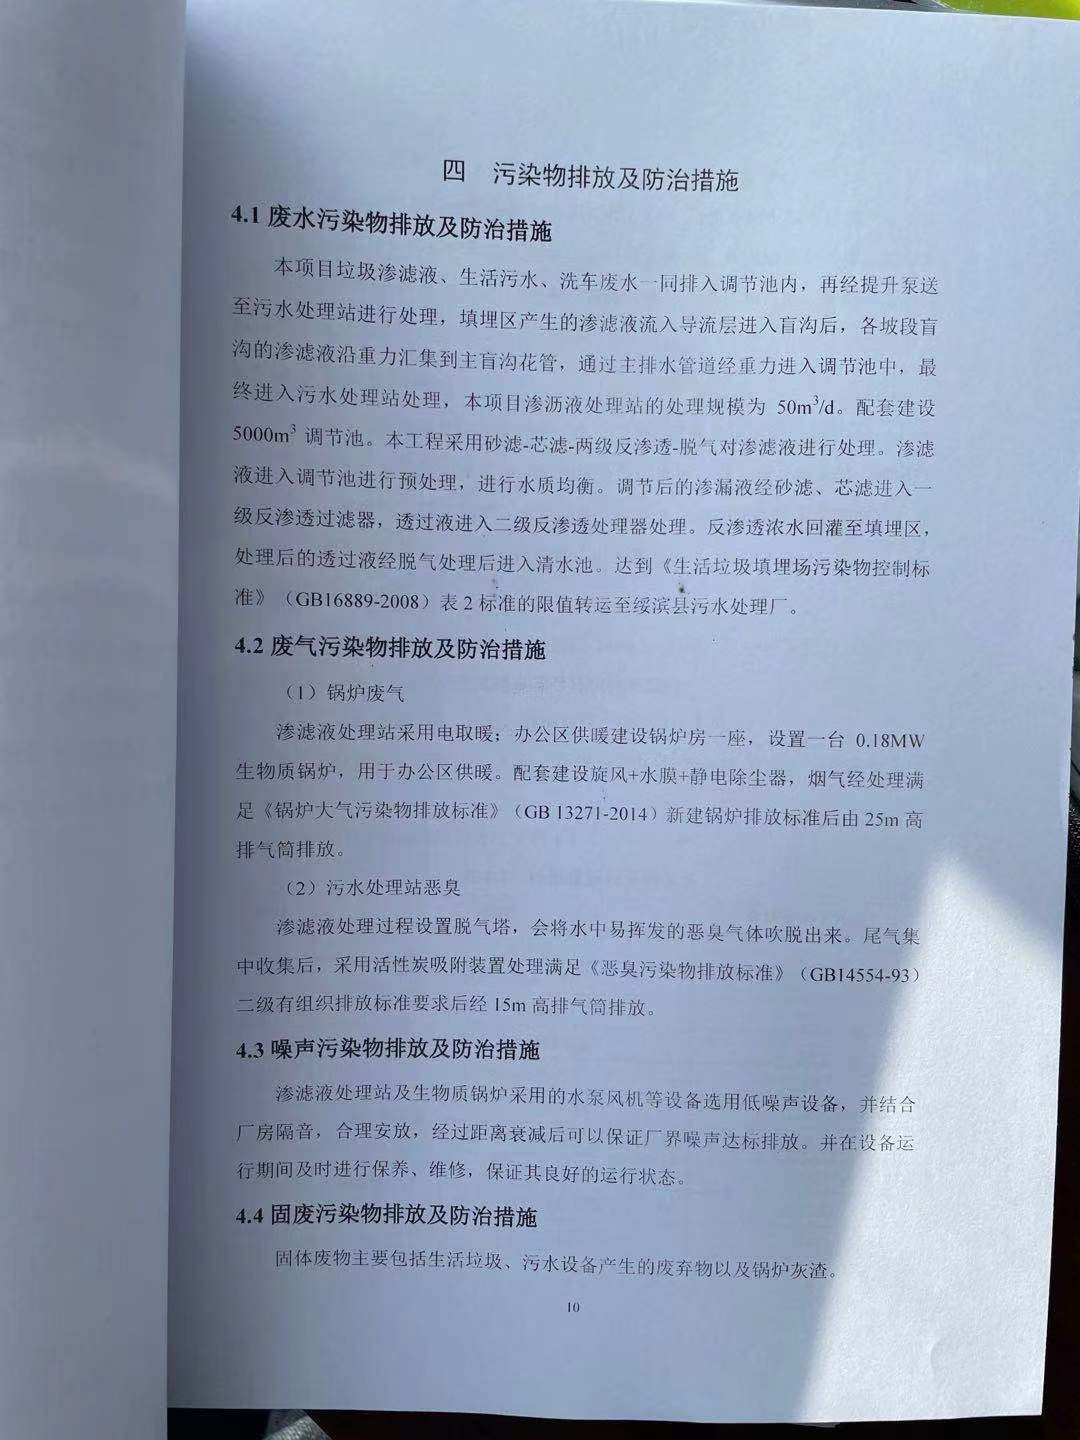 四 污染物排放及防治措施
4.1 废水污染物排放及防治措施
本项目垃圾渗滤液、生活污水、洗车废水一同排入调节池内，再经提升泵送
至污水处理站进行处理，填埋区产生的渗滤液流入导流层进入盲沟后，各坡段盲
沟的渗滤液沿重力汇集到主盲沟花管，通过主排水管道经重力进入调节池中，最
终进入污水处理站处理，本项目渗沥液处理站的处理规模为 50m³/d。配套建设
5000m³ 调节池。本工程采用砂滤-芯滤-两级反渗透-脱气对渗滤液进行处理。渗滤
液进入调节池进行预处理，进行水质均衡。调节后的渗漏液经砂滤、芯滤进入一
级反渗透过滤器，透过液进入二级反渗透处理器处理。反渗透浓水回灌至填埋区，
处理后的透过液经脱气处理后进入清水池。达到《生活垃圾填埋场污染物控制标
准》（GB16889-2008）表 2 标准的限值转运至绥滨县污水处理厂。
4.2 废气污染物排放及防治措施
（1）锅炉废气
渗滤液处理站采用电取暖；办公区供暖建设锅炉房一座，设置一台 0.18MW
生物质锅炉，用于办公区供暖。配套建设旋风+水膜+静电除尘器，烟气经处理满
足《锅炉大气污染物排放标准》（GB 13271-2014）新建锅炉排放标准后由 25m 高
排气筒排放。
（2）污水处理站恶臭
渗滤液处理过程设置脱气塔，会将水中易挥发的恶臭气体吹脱出来。尾气集
中收集后，采用活性炭吸附装置处理满足《恶臭污染物排放标准》（GB14554-93）
二级有组织排放标准要求后经 15m 高排气筒排放。
4.3 噪声污染物排放及防治措施
渗滤液处理站及生物质锅炉采用的水泵风机等设备选用低噪声设备，并结合
厂房隔音，合理安放，经过距离衰减后可以保证厂界噪声达标排放。并在设备运
行期间及时进行保养、维修，保证其良好的运行状态。
4.4 固废污染物排放及防治措施
固体废物主要包括生活垃圾、污水设备产生的废弃物以及锅炉灰渣。
10